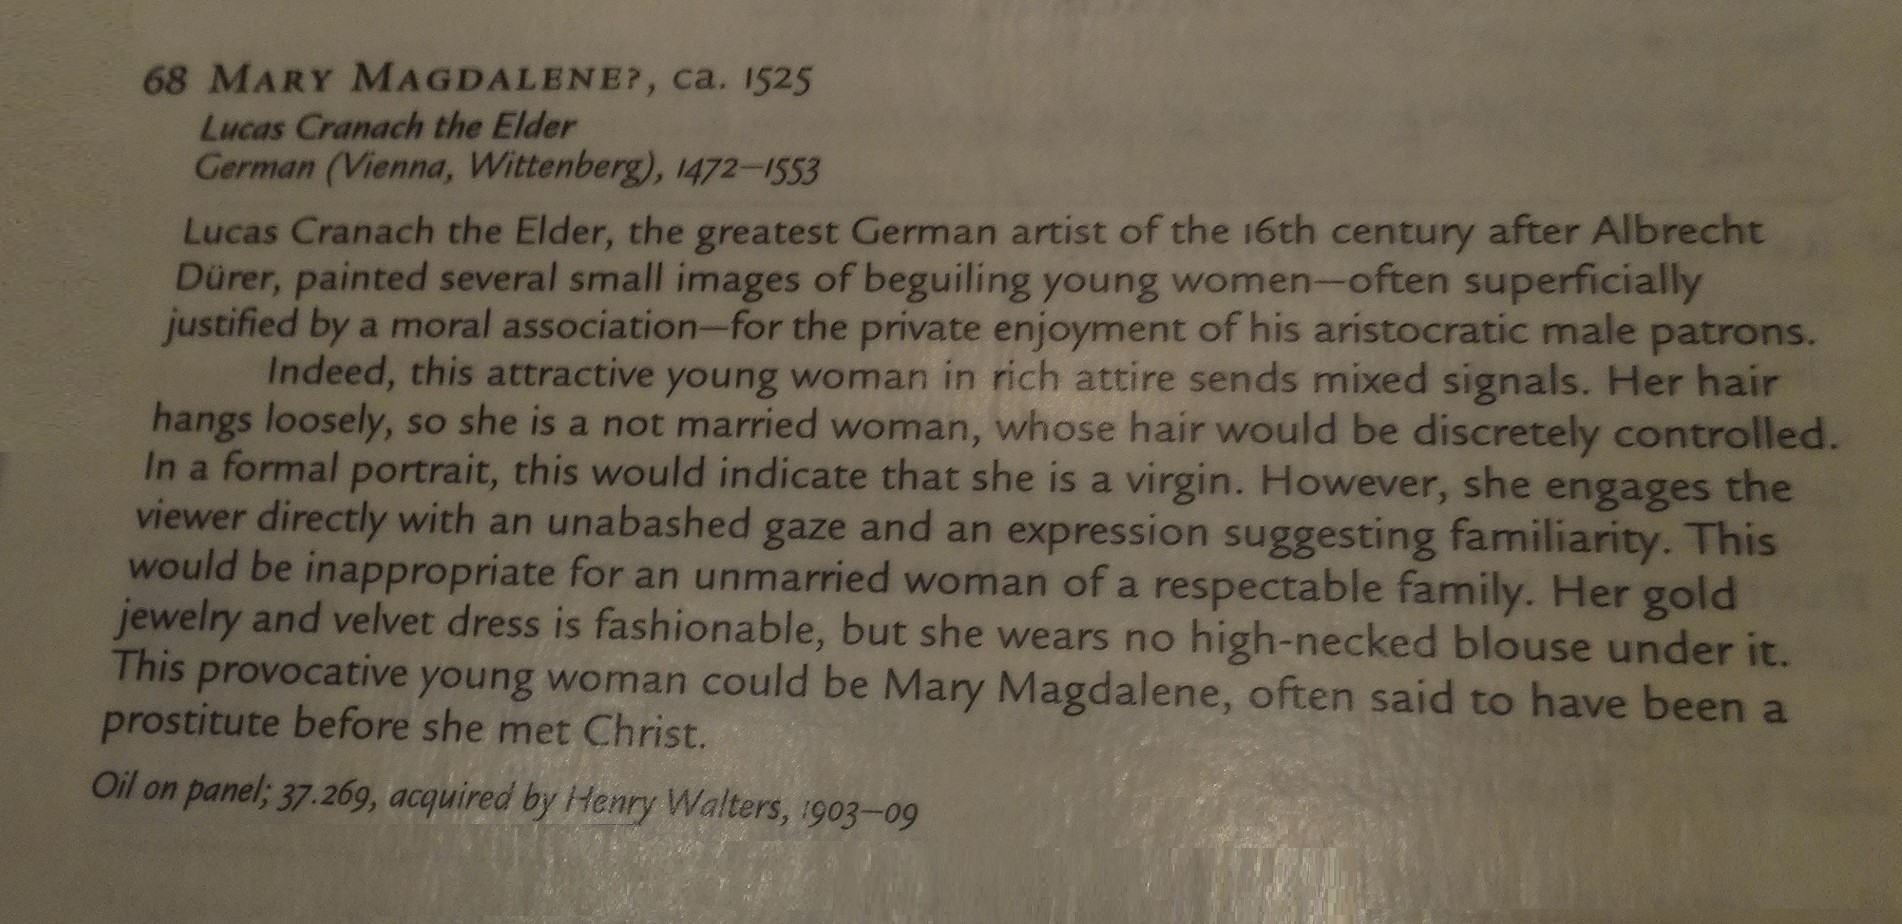 68 MARY MAGDALENE?, ca. 1525
Lucas Cranach the Elder
German (Vienna, Wittenberg), 1472–1553
Lucas Cranach the Elder, the greatest German artist of the 16th century after Albrecht
Dürer, painted several small images of beguiling young women—often superficially
justified by a moral association—for the private enjoyment of his aristocratic male patrons.
Indeed, this attractive young woman in rich attire sends mixed signals. Her hair
hangs loosely, so she is a not married woman, whose hair would be discretely controlled.
In a formal portrait, this would indicate that she is a virgin. However, she engages the
viewer directly with an unabashed gaze and an expression suggesting familiarity. This
would be inappropriate for an unmarried woman of a respectable family. Her gold
jewelry and velvet dress is fashionable, but she wears no high-necked blouse under it.
This provocative young woman could be Mary Magdalene, often said to have been a
prostitute before she met Christ.
Oil on panel; 37.269, acquired by Henry Walters, 1903–09